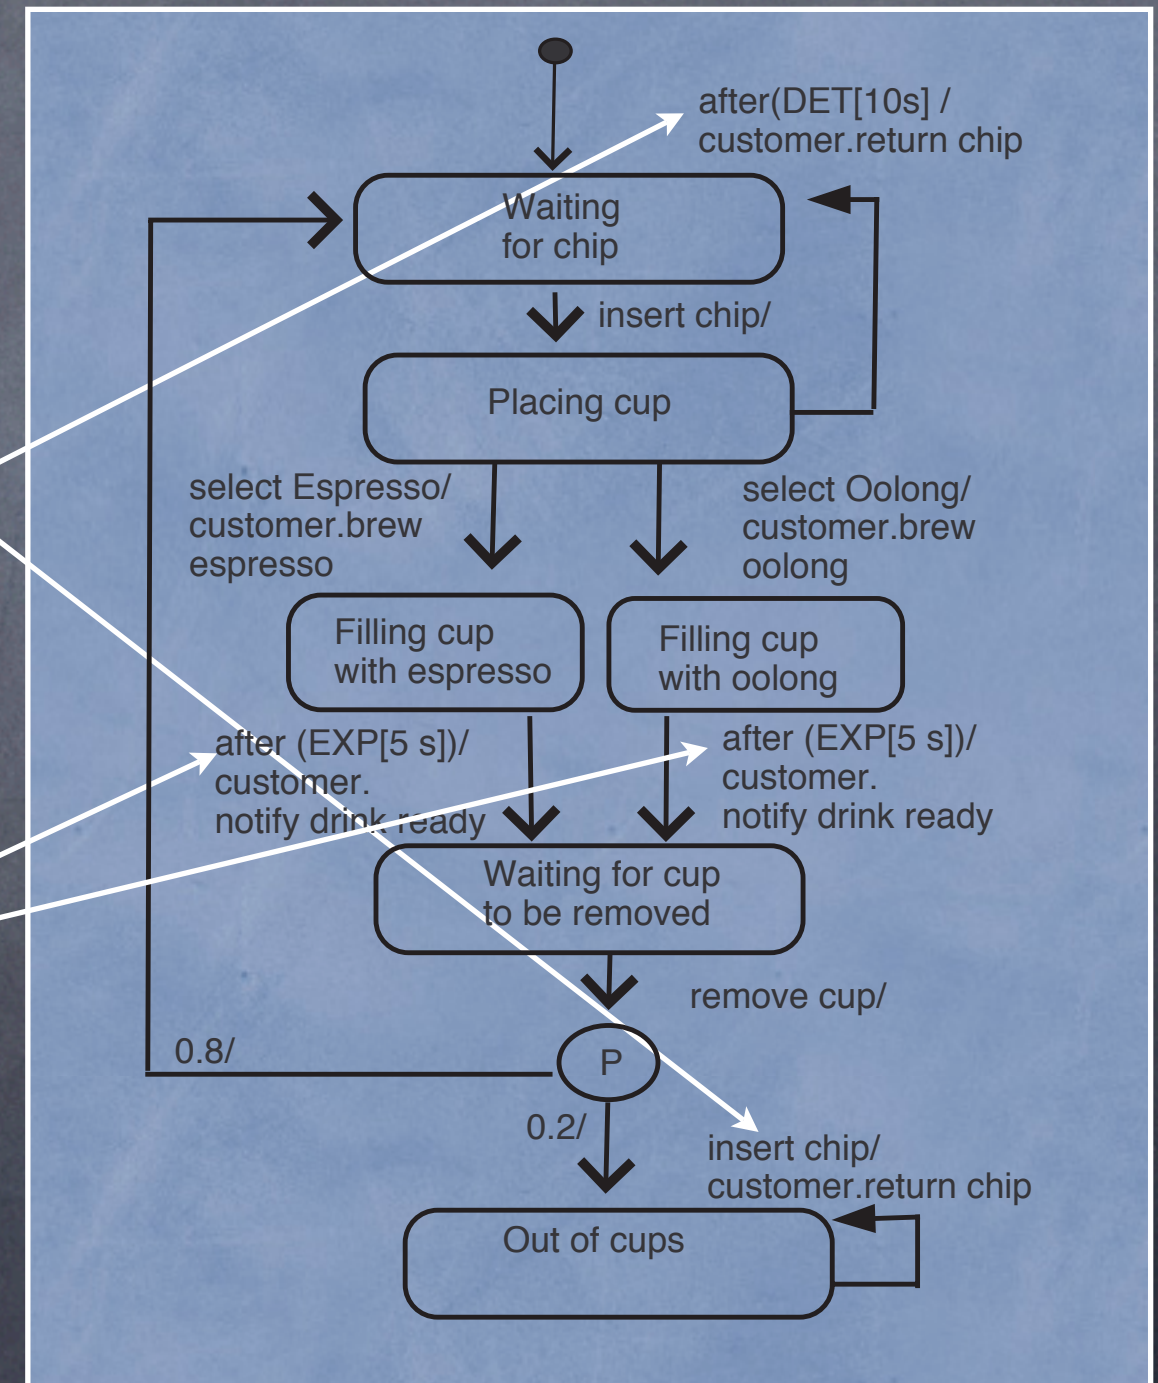 after(DET[10s] /
customer.return chip
Waiting
for chip
insert chip/
Placing cup
select Espresso/
customer.brew
espresso
select Oolong/
customer.brew
oolong
Filling cup
with espresso
Filling cup
with oolong
after (EXP[5 s])/
customer.
notify drink ready
after (EXP[5 s])/
customer.
notify drink ready
Waiting for cup
to be removed
remove cup/
P
0.8/
0.2/
insert chip/
customer.return chip
Out of cups